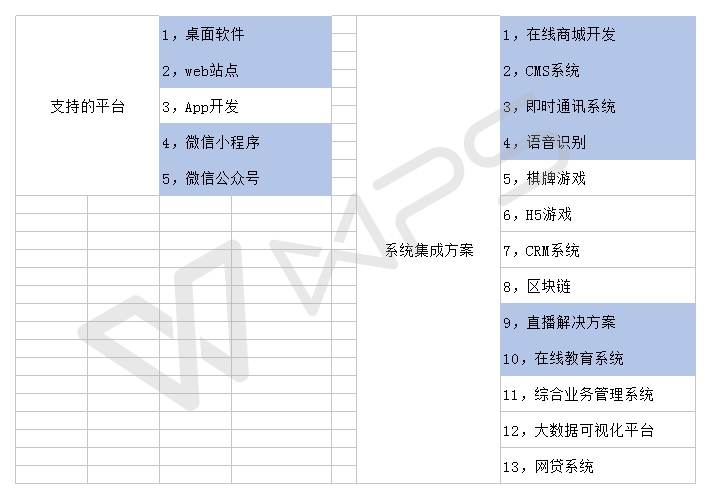 支持的平台
1，桌面软件
2，web站点
3，App开发
4，微信小程序
5，微信公众号
系统集成方案
1，在线商城开发
2，CMS系统
3，即时通讯系统
4，语音识别
5，棋牌游戏
6，H5游戏
7，CRM系统
8，区块链
9，直播解决方案
10，在线教育系统
11，综合业务管理系统
12，大数据可视化平台
13，网贷系统
WPS